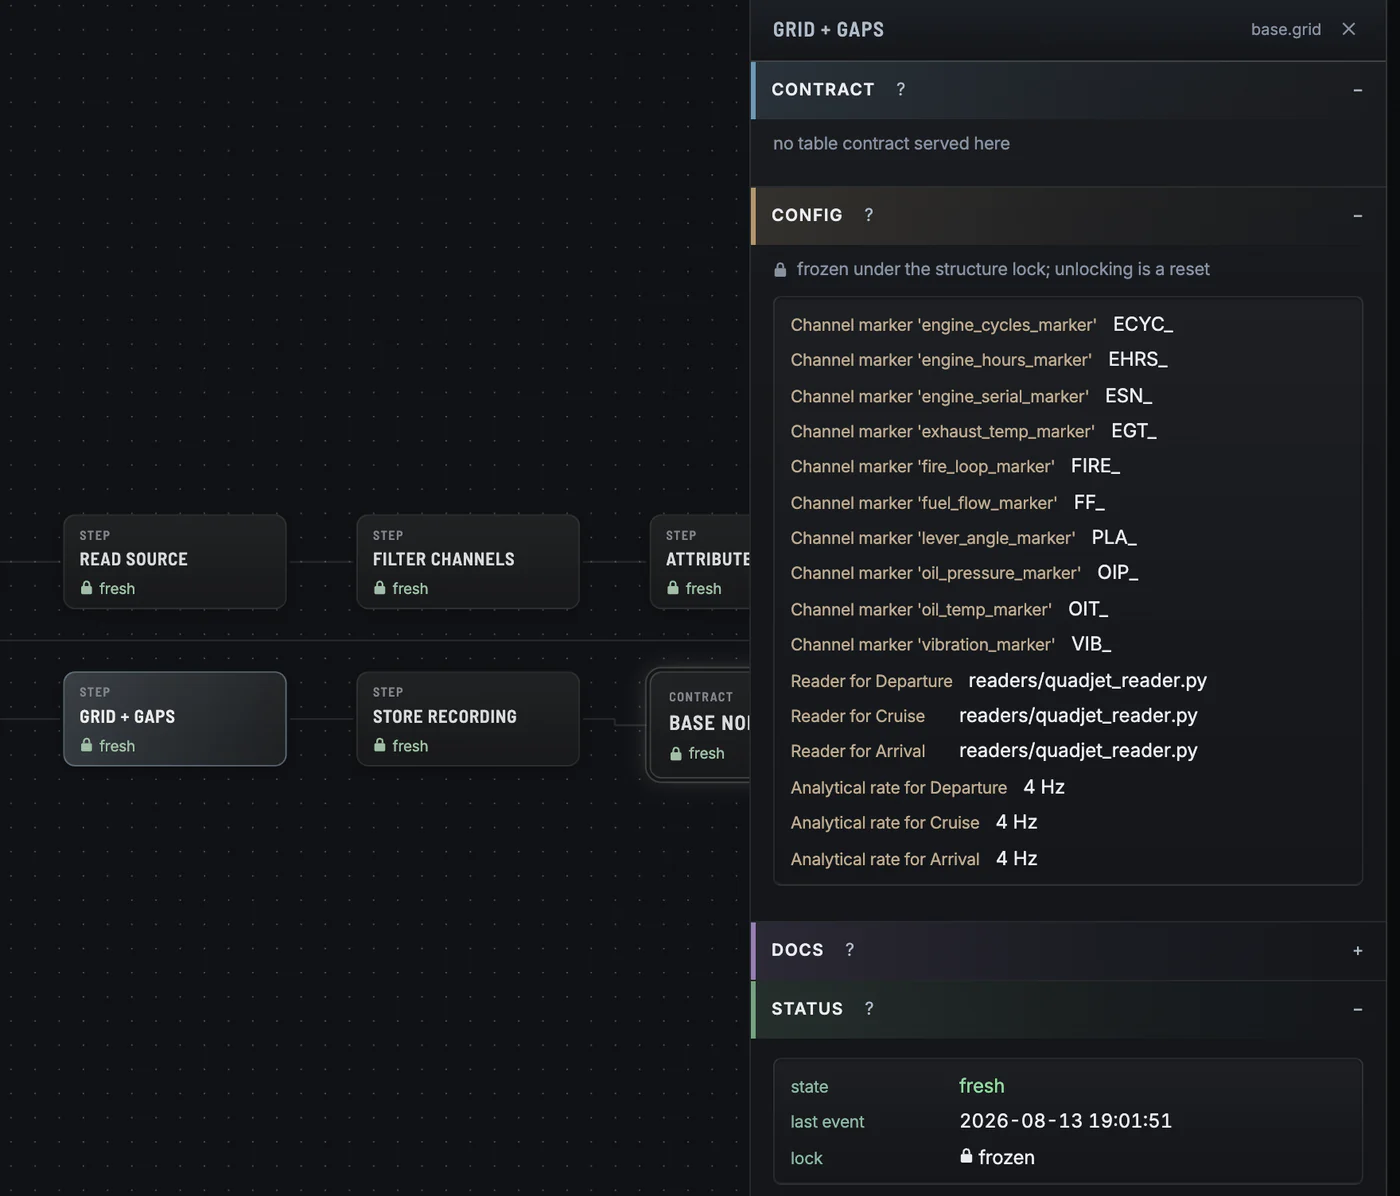 GRID + GAPS base.grid ×
CONTRACT ? −
no table contract served here
CONFIG ? −
frozen under the structure lock; unlocking is a reset
Channel marker 'engine_cycles_marker' ECYC_
Channel marker 'engine_hours_marker' EHRS_
Channel marker 'engine_serial_marker' ESN_
Channel marker 'exhaust_temp_marker' EGT_
Channel marker 'fire_loop_marker' FIRE_
Channel marker 'fuel_flow_marker' FF_
Channel marker 'lever_angle_marker' PLA_
Channel marker 'oil_pressure_marker' OIP_
Channel marker 'oil_temp_marker' OIT_
Channel marker 'vibration_marker' VIB_
Reader for Departure readers/quadjet_reader.py
Reader for Cruise readers/quadjet_reader.py
Reader for Arrival readers/quadjet_reader.py
Analytical rate for Departure 4 Hz
Analytical rate for Cruise 4 Hz
Analytical rate for Arrival 4 Hz
DOCS ? +
STATUS ? −
state fresh
last event 2026-08-13 19:01:51
lock frozen
STEP
READ SOURCE
fresh
STEP
FILTER CHANNELS
fresh
STEP
ATTRIBUTE
fresh
STEP
GRID + GAPS
fresh
STEP
STORE RECORDING
fresh
CONTRACT
BASE
fresh